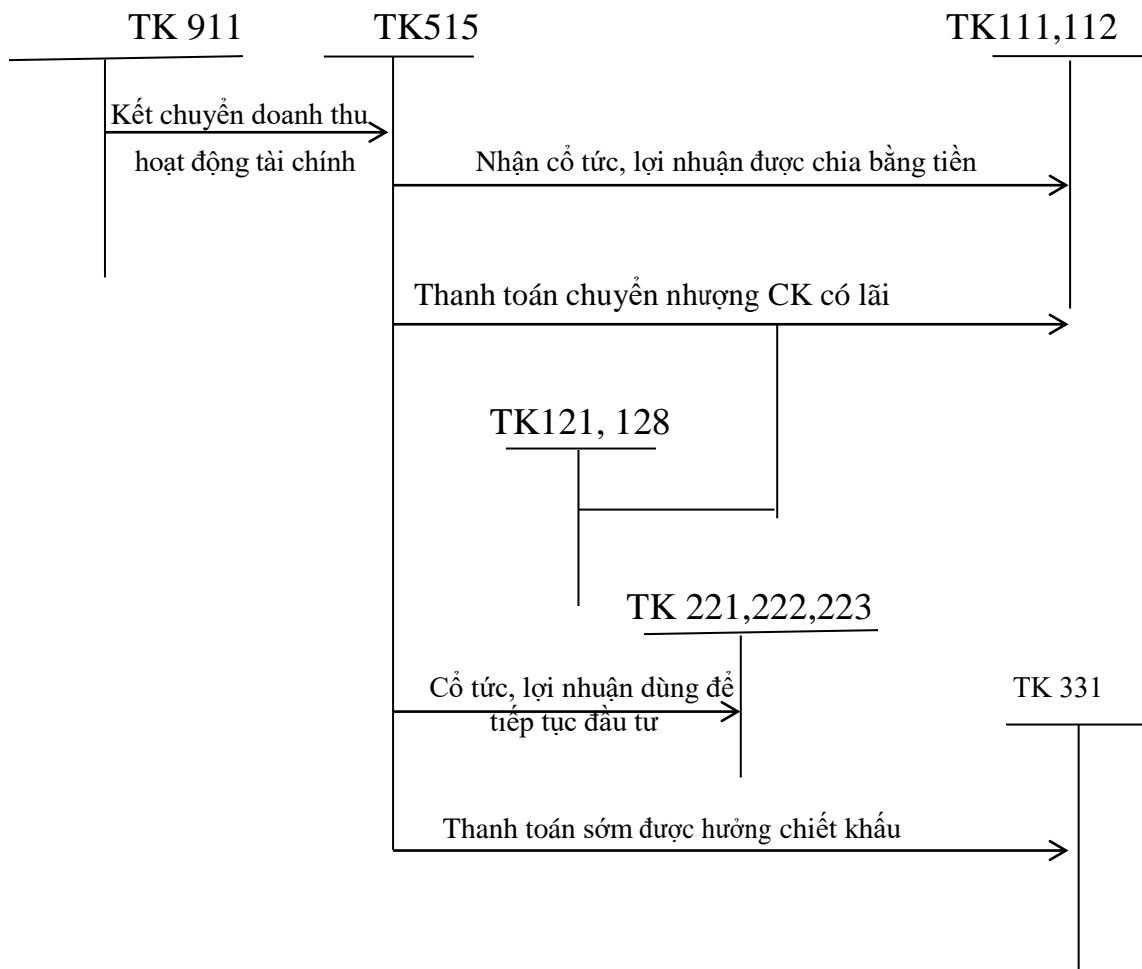 TK 911
TK515
TK111,112
Kết chuyển doanh thu
hoạt động tài chính
Nhận cổ tức, lợi nhuận được chia bằng tiền
Thanh toán chuyển nhượng CK có lãi
TK121, 128
TK 221,222,223
Cổ tức, lợi nhuận dùng để
tiếp tục đầu tư
TK 331
Thanh toán sớm được hưởng chiết khấu